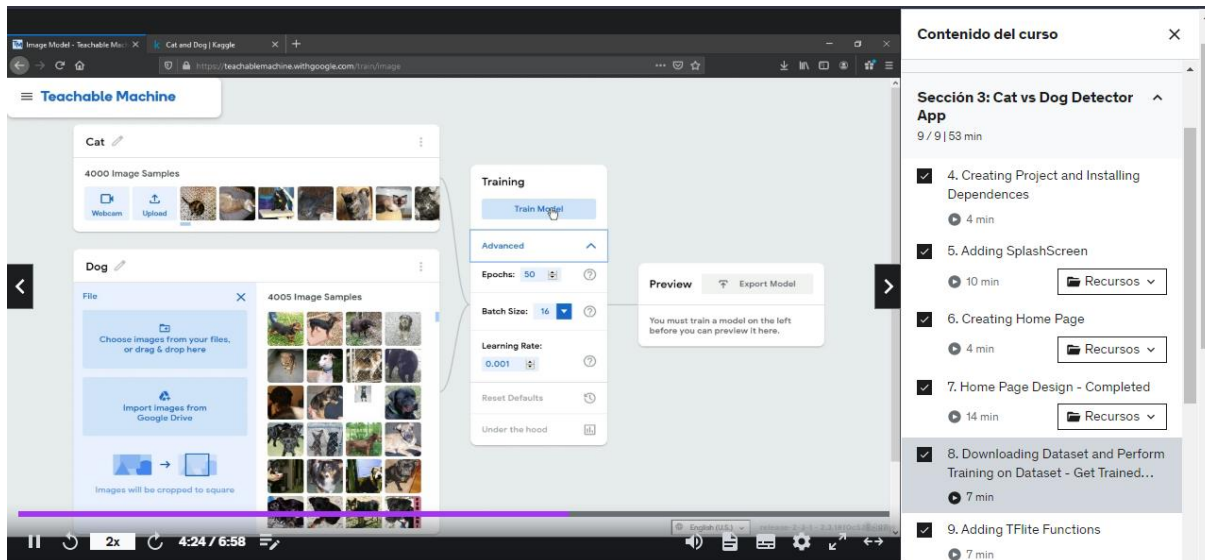 Image Model - Teachable Mac
Cat and Dog | Kaggle
https://teachablemachine.withgoogle.com/train/image
Teachable Machine
Cat
4000 Image Samples
Webcam
Upload
Dog
File
Choose images from your files,
or drag & drop here
Import images from
Google Drive
Images will be cropped to square
4005 Image Samples
Training
Train Model
Advanced
Epochs: 50
Batch Size: 16
Learning Rate:
0.001
Reset Defaults
Under the hood
Preview
Export Model
You must train a model on the left
before you can preview it here.
English (U.S.)
2x
4:24 / 6:58
Contenido del curso
Sección 3: Cat vs Dog Detector
App
9 / 9 | 53 min
4. Creating Project and Installing
Dependences
4 min
5. Adding SplashScreen
10 min
Recursos
6. Creating Home Page
4 min
Recursos
7. Home Page Design - Completed
14 min
Recursos
8. Downloading Dataset and Perform
Training on Dataset - Get Trained...
7 min
9. Adding TFlite Functions
7 min